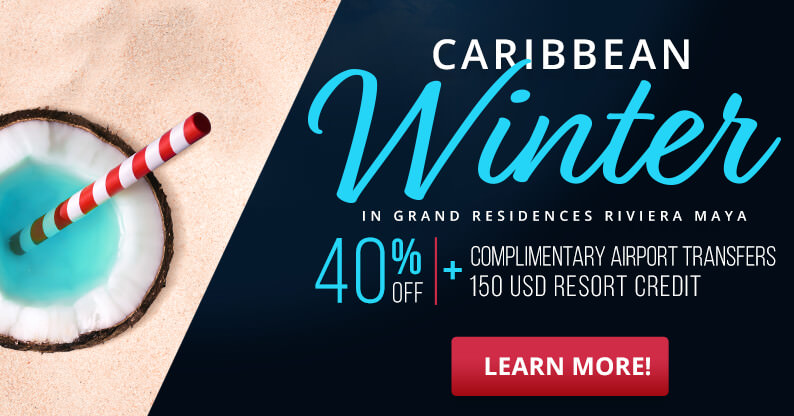 CARIBBEAN
Winter
IN GRAND RESIDENCES RIVIERA MAYA
40% OFF
+ COMPLIMENTARY AIRPORT TRANSFERS
150 USD RESORT CREDIT
LEARN MORE!